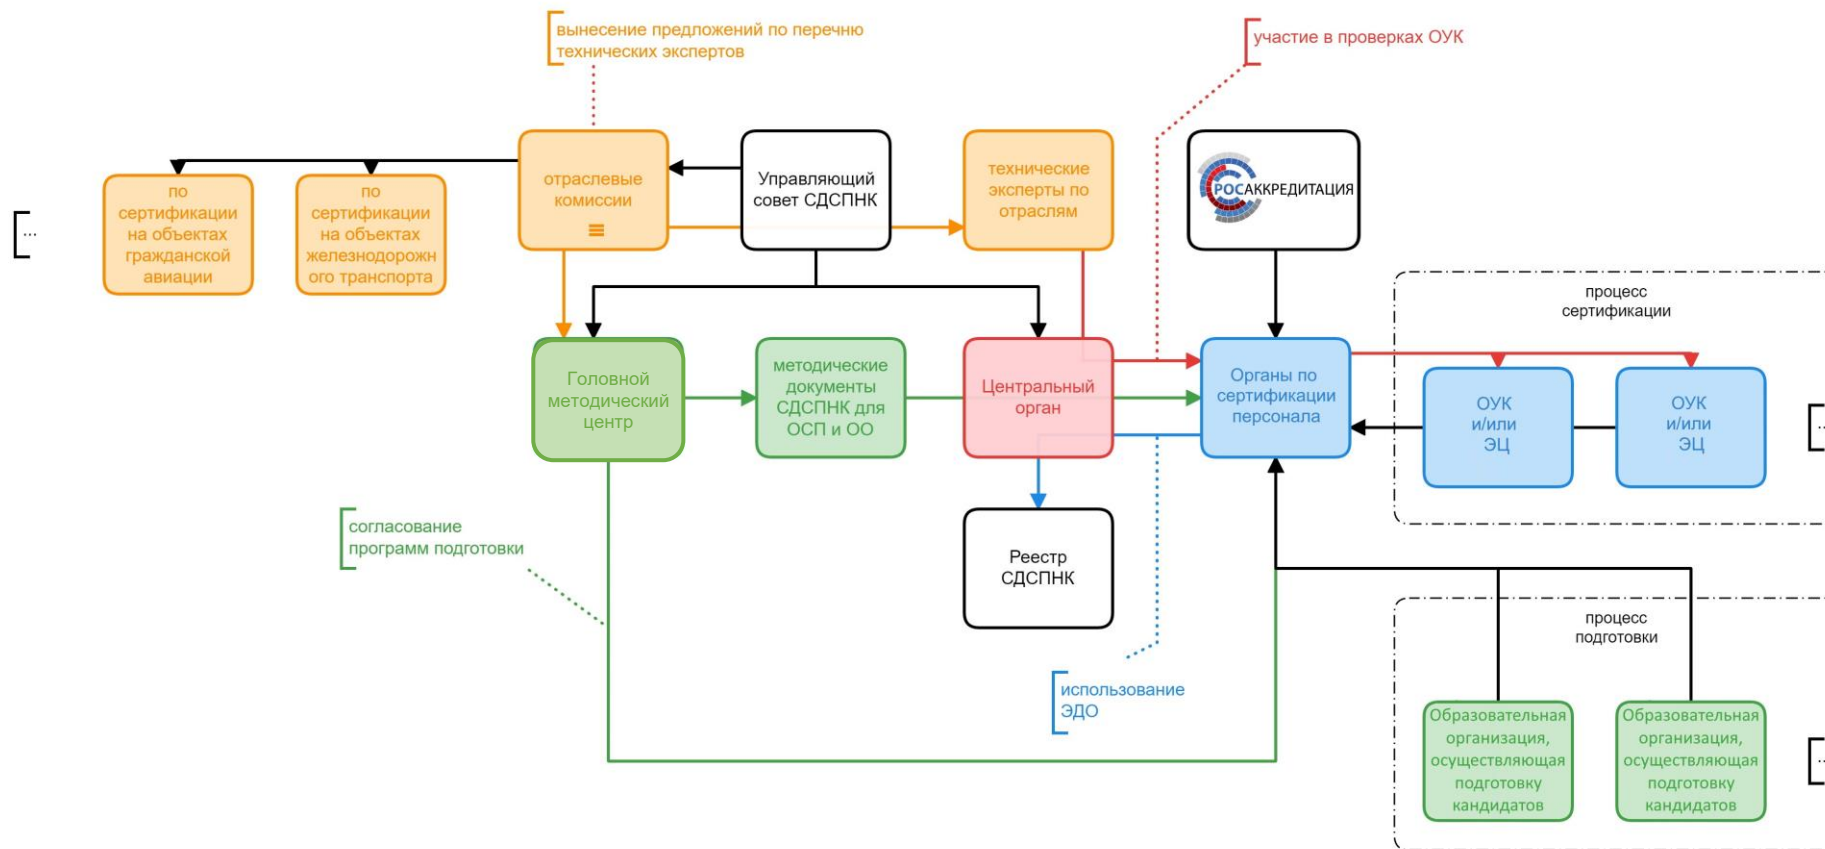 вынесение предложений по перечню
технических экспертов
участие в проверках ОУК
отраслевые
комиссии
Управляющий
совет СДСПНК
технические
эксперты по
отраслям
РОСАККРЕДИТАЦИЯ
...
по
сертификации
на объектах
гражданской
авиации
по
сертификации
на объектах
железнодорожн
ого транспорта
процесс
сертификации
Головной
методический
центр
методические
документы
СДСПНК для
ОСП и ОО
Центральный
орган
Органы по
сертификации
персонала
ОУК
и/или
ЭЦ
ОУК
и/или
ЭЦ
...
согласование
программ подготовки
Реестр
СДСПНК
процесс
подготовки
использование
ЭДО
Образовательная
организация,
осуществляющая
подготовку
кандидатов
Образовательная
организация,
осуществляющая
подготовку
кандидатов
...